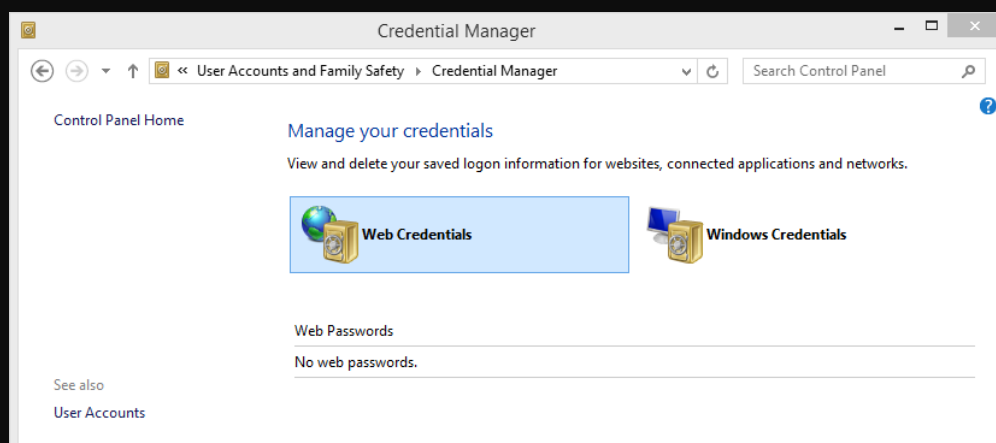 Credential Manager
« User Accounts and Family Safety ▸ Credential Manager
Search Control Panel
Control Panel Home
Manage your credentials
View and delete your saved logon information for websites, connected applications and networks.
Web Credentials
Windows Credentials
Web Passwords
No web passwords.
See also
User Accounts